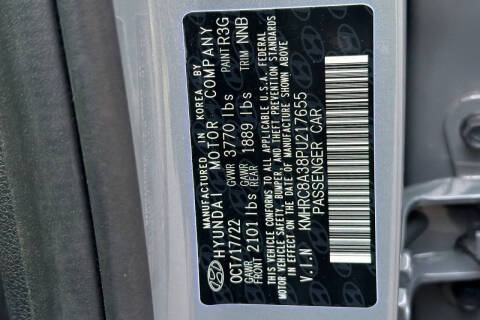 MANUFACTURED IN KOREA BY
HYUNDAI MOTOR COMPANY
OCT/17/22 GVWR 3770 lbs PAINT R3G
GAWR FRONT 2101 lbs GAWR REAR 1889 lbs TRIM NNB
THIS VEHICLE CONFORMS TO ALL APPLICABLE U.S.A. FEDERAL
MOTOR VEHICLE SAFETY, BUMPER, AND THEFT PREVENTION STANDARDS
IN EFFECT ON THE DATE OF MANUFACTURE SHOWN ABOVE
V.I.N KMHRC8A38PU217655
PASSENGER CAR